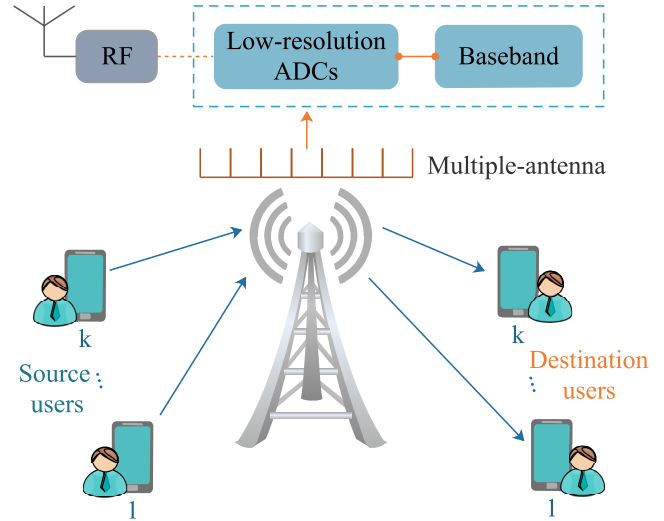 RF
Low-resolution
ADCs
Baseband
Multiple-antenna
k
Source
users
1
k
Destination
users
1